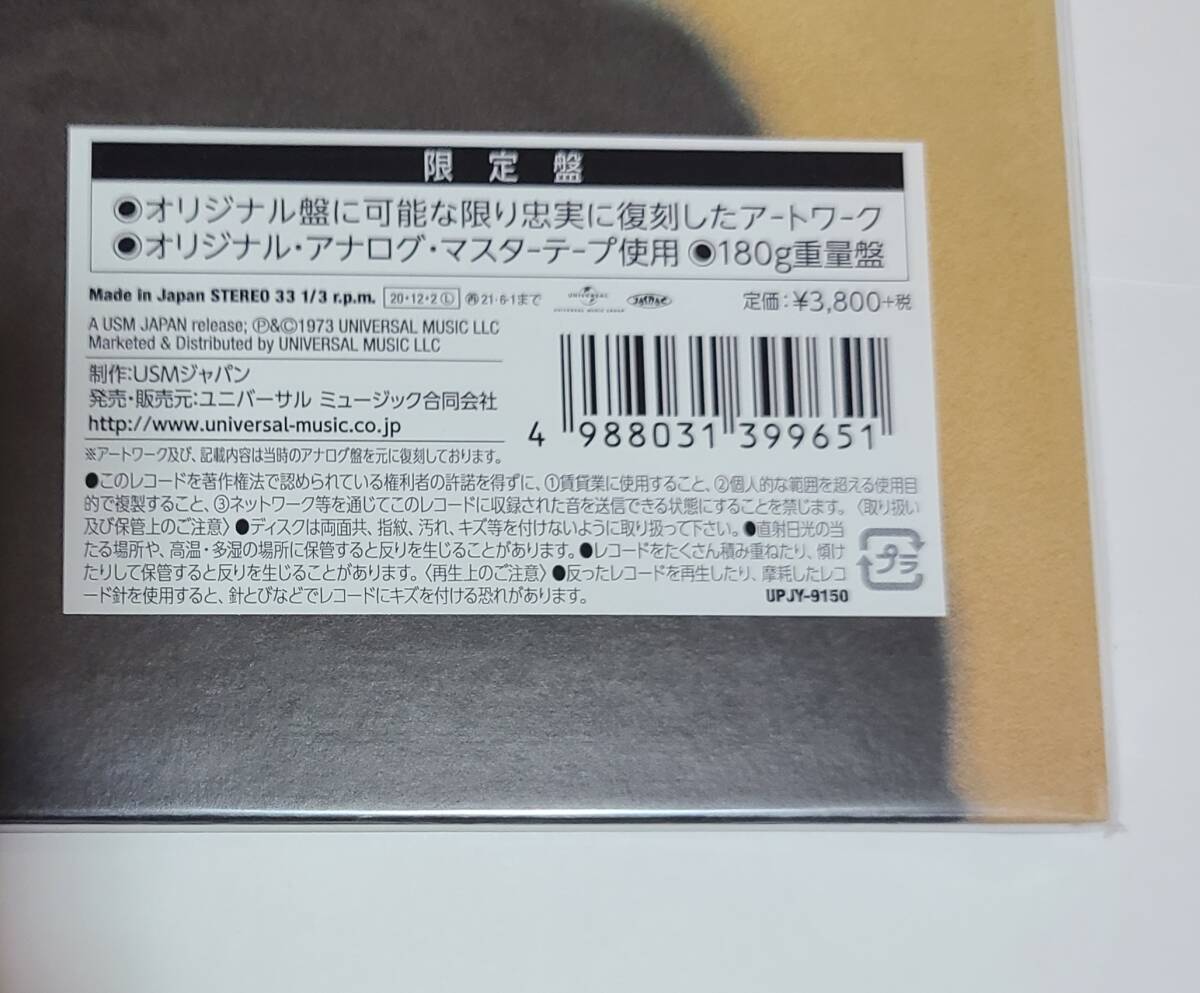 限定盤
◉オリジナル盤に可能な限り忠実に復刻したアートワーク
◉オリジナル・アナログ・マスターテープ使用 ◉180g重量盤
Made in Japan STEREO 33 1/3 r.p.m. 20・12・2 Ⓛ ㊕21・6・1まで UNIVERSAL JASRAC 定価:¥3,800+税
A USM JAPAN release; Ⓟ&©1973 UNIVERSAL MUSIC LLC
Marketed & Distributed by UNIVERSAL MUSIC LLC
制作:USMジャパン
発売・販売元:ユニバーサル ミュージック合同会社
http://www.universal-music.co.jp
4 988031 399651
※アートワーク及び、記載内容は当時のアナログ盤を元に復刻しております。
●このレコードを著作権法で認められている権利者の許諾を得ずに、①賃貸業に使用すること、②個人的な範囲を超える使用目
的で複製すること、③ネットワーク等を通じてこのレコードに収録された音を送信できる状態にすることを禁じます。〈取り扱い
及び保管上のご注意〉●ディスクは両面共、指紋、汚れ、キズ等を付けないように取り扱って下さい。●直射日光の当
たる場所や、高温・多湿の場所に保管すると反りを生じることがあります。●レコードをたくさん積み重ねたり、傾け
たりして保管すると反りを生じることがあります。〈再生上のご注意〉●反ったレコードを再生したり、摩耗したレコ
ード針を使用すると、針とびなどでレコードにキズを付ける恐れがあります。
プラ
UPJY-9150